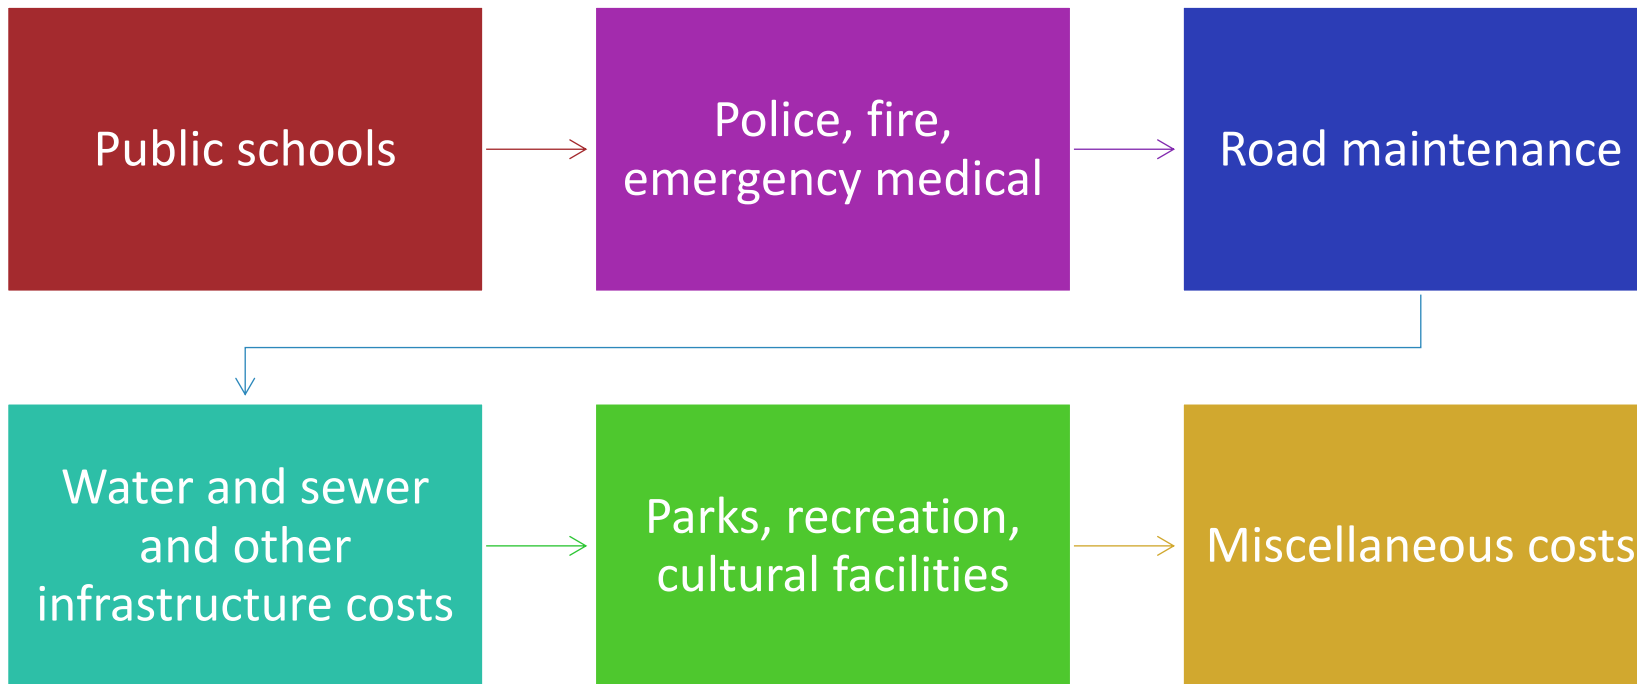 Public schools
Police, fire,
emergency medical
Road maintenance
Water and sewer
and other
infrastructure costs
Parks, recreation,
cultural facilities
Miscellaneous costs